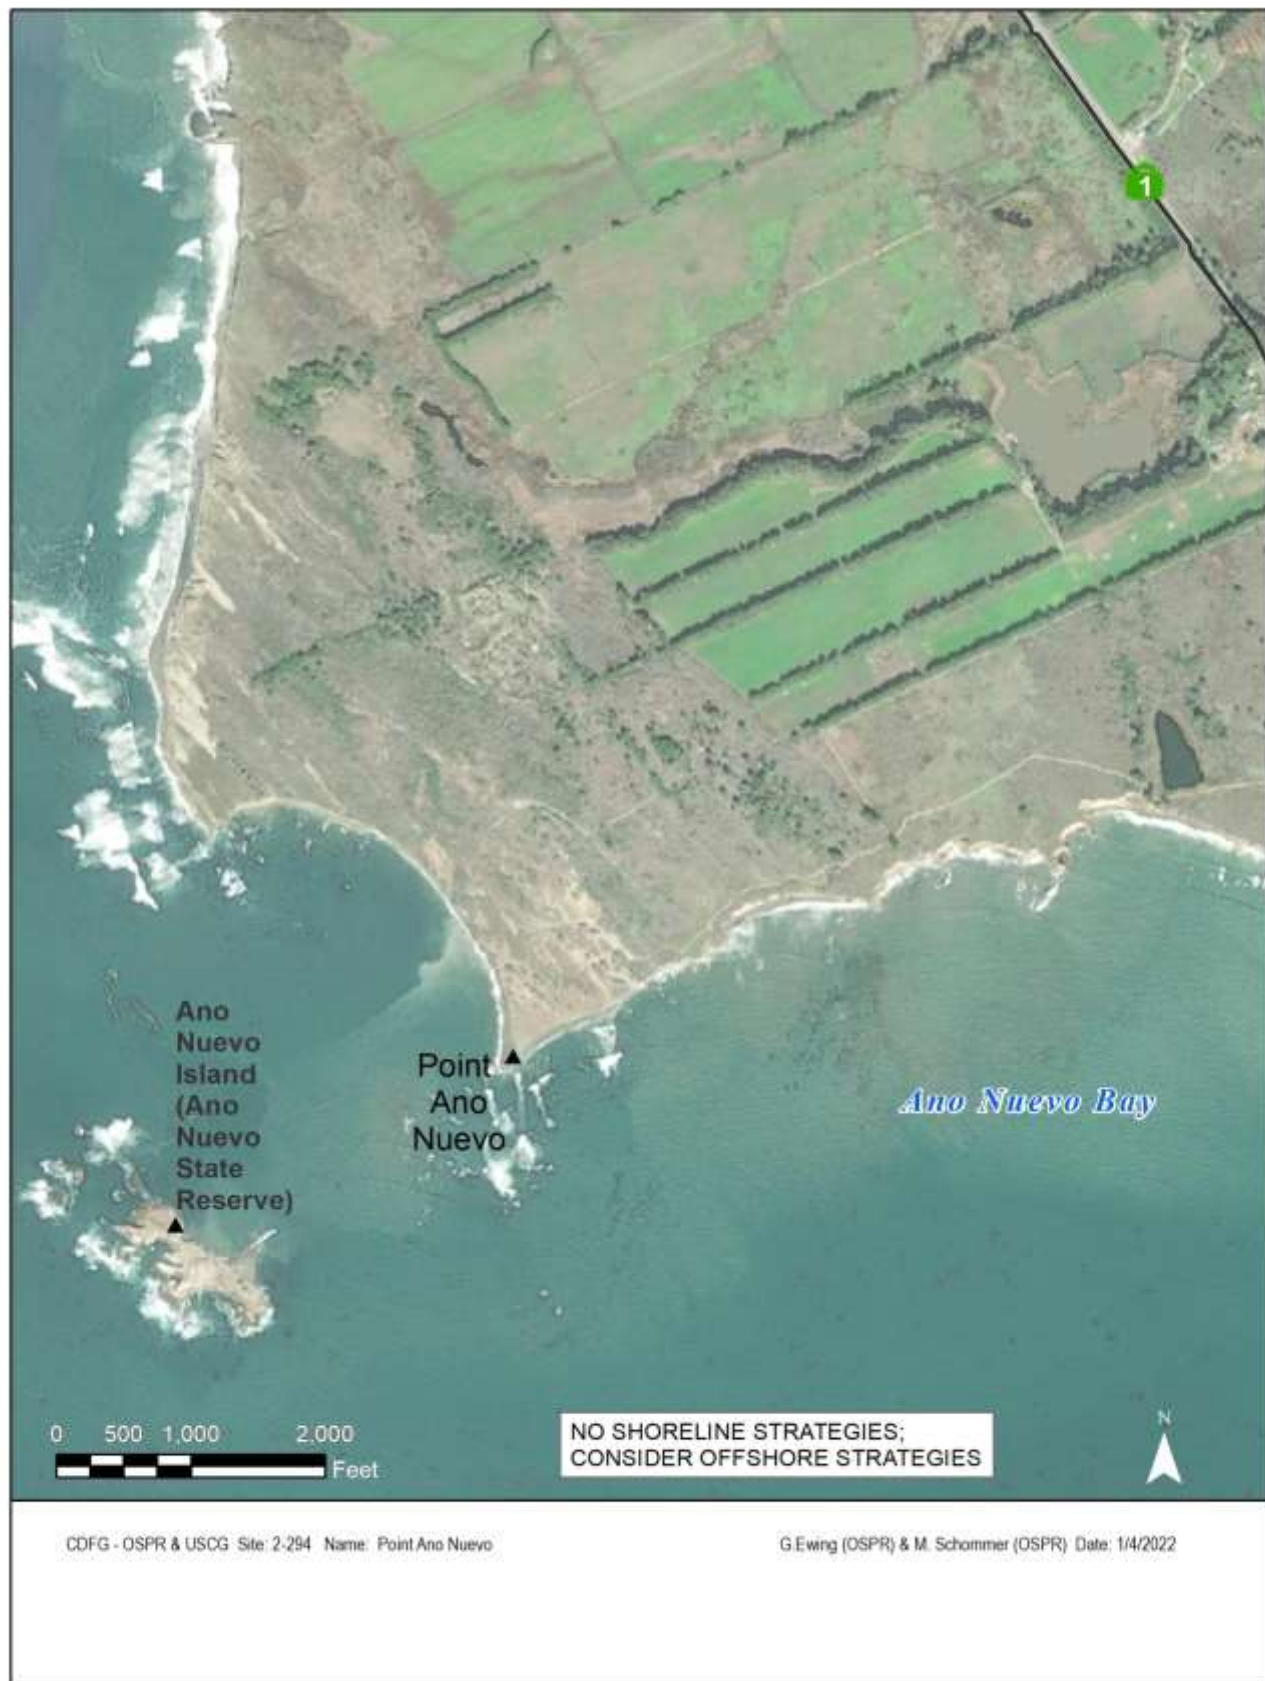 1
Ano
Nuevo
Island
(Ano
Nuevo
State
Reserve)
Point
Ano
Nuevo
Ano Nuevo Bay
0 500 1,000 2,000
Feet
NO SHORELINE STRATEGIES;
CONSIDER OFFSHORE STRATEGIES
N
CDFG - OSPR & USCG Site: 2-294 Name: Point Ano Nuevo
G.Ewing (OSPR) & M. Schommer (OSPR) Date: 1/4/2022